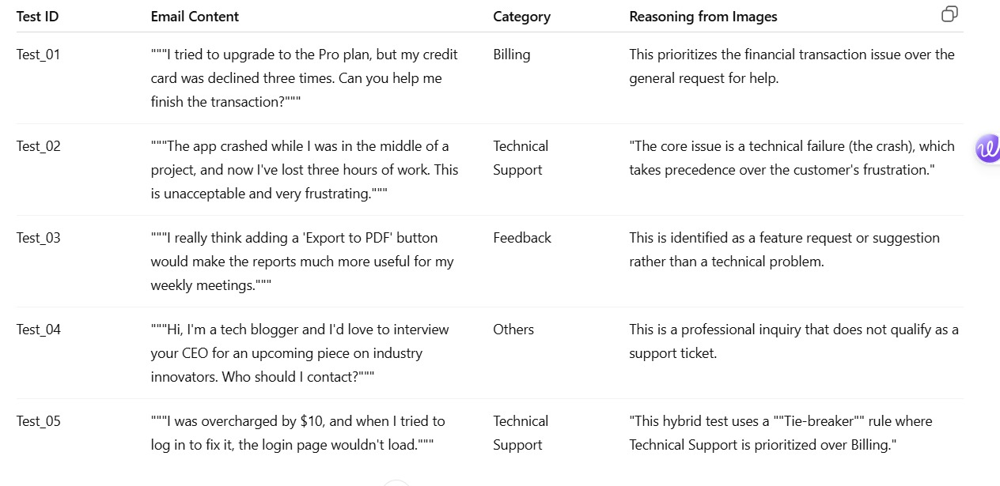 Test ID Email Content Category Reasoning from Images
Test_01 """I tried to upgrade to the Pro plan, but my credit Billing This prioritizes the financial transaction issue over the
card was declined three times. Can you help me general request for help.
finish the transaction?"""
Test_02 """The app crashed while I was in the middle of a Technical "The core issue is a technical failure (the crash), which
project, and now I've lost three hours of work. This Support takes precedence over the customer's frustration."
is unacceptable and very frustrating."""
Test_03 """I really think adding a 'Export to PDF' button Feedback This is identified as a feature request or suggestion
would make the reports much more useful for my rather than a technical problem.
weekly meetings."""
Test_04 """Hi, I'm a tech blogger and I'd love to interview Others This is a professional inquiry that does not qualify as a
your CEO for an upcoming piece on industry support ticket.
innovators. Who should I contact?"""
Test_05 """I was overcharged by $10, and when I tried to Technical "This hybrid test uses a ""Tie-breaker"" rule where
log in to fix it, the login page wouldn't load.""" Support Technical Support is prioritized over Billing."